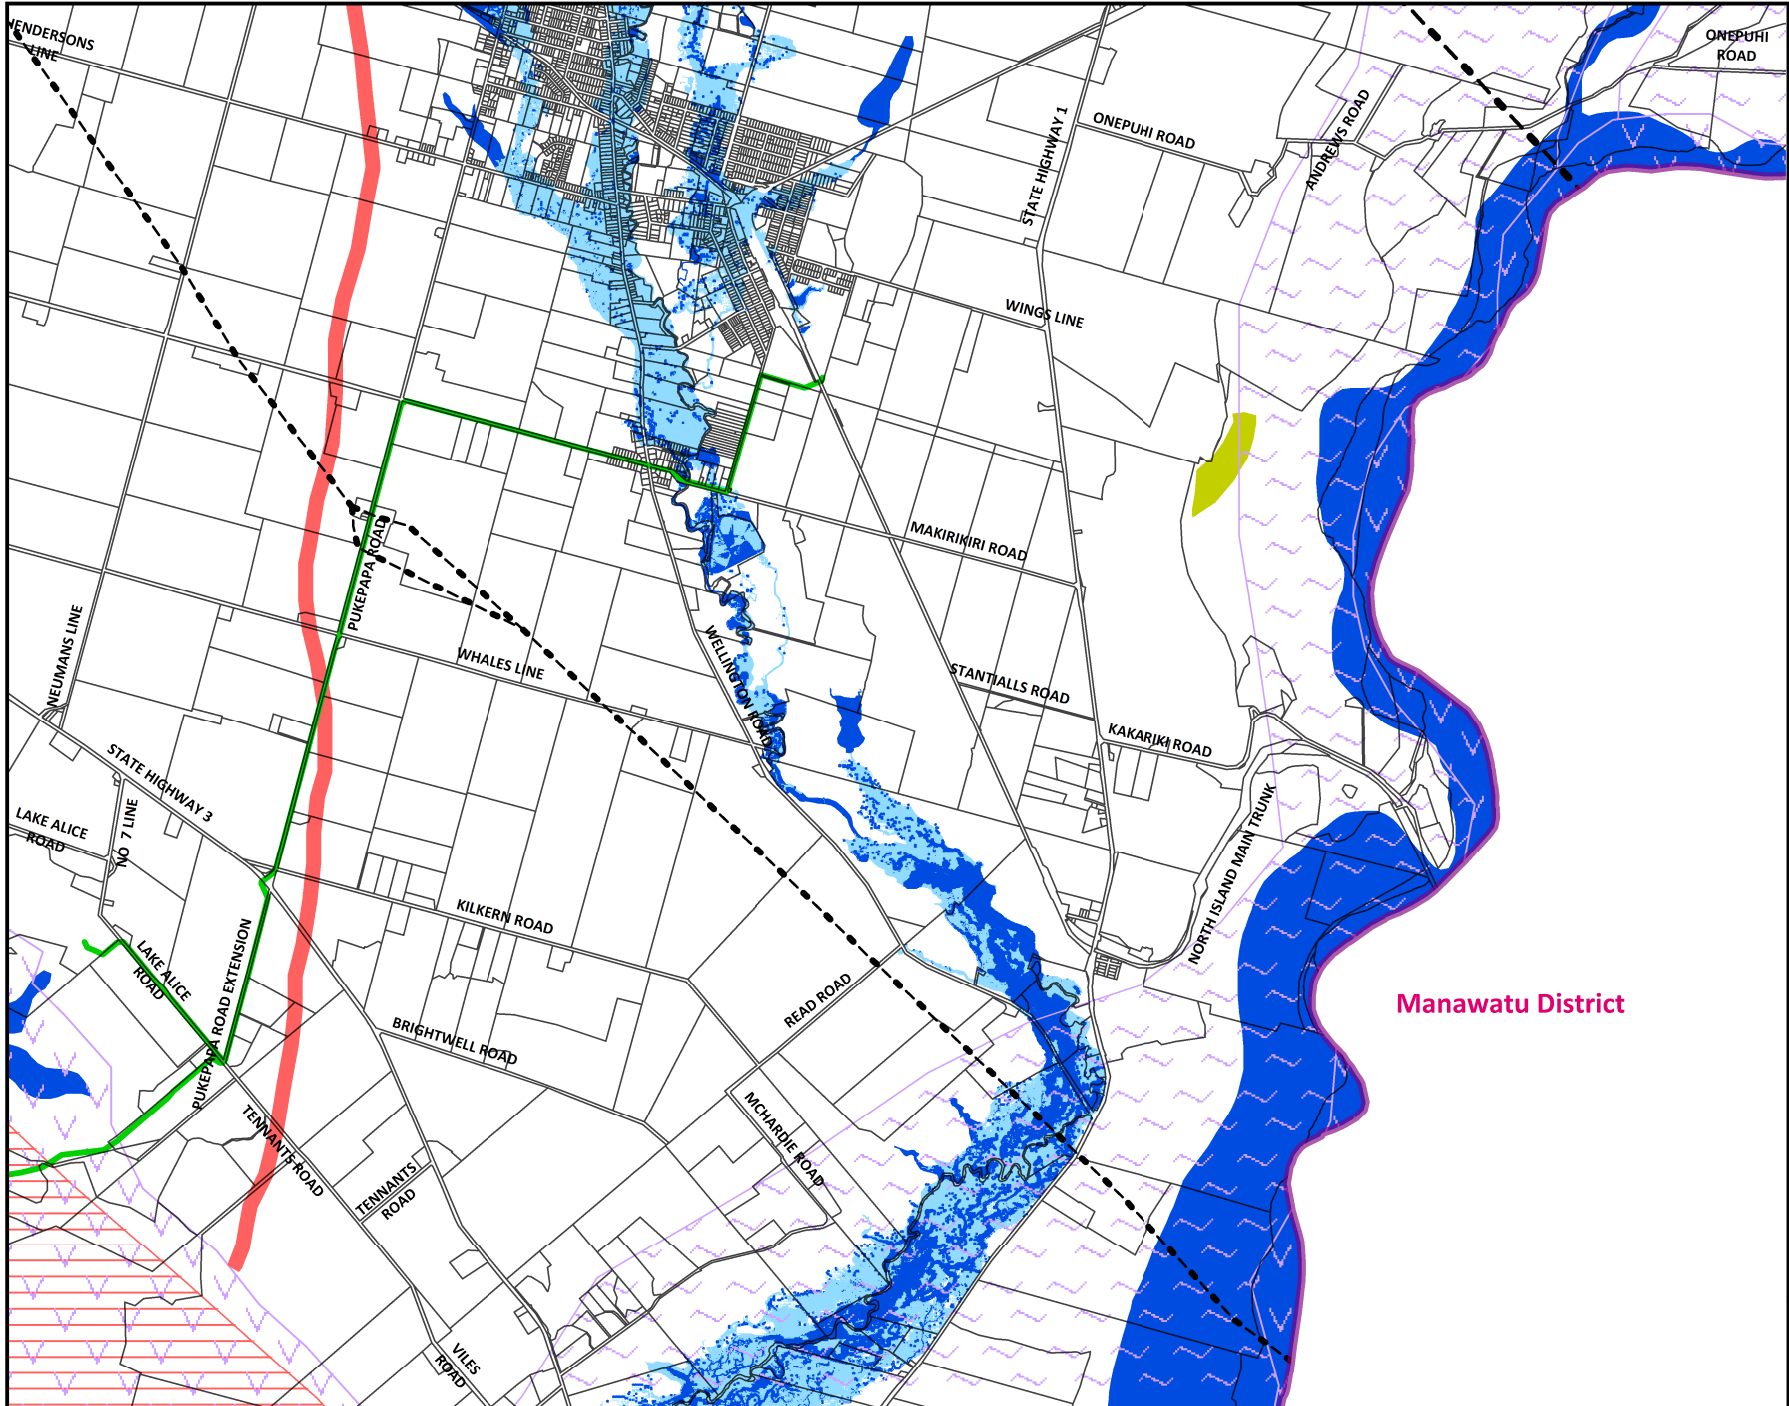 HENDERSONS
LINE
ONEPUHI
ROAD
STATE HIGHWAY 1
ONEPUHI ROAD
ANDREWS ROAD
WINGS LINE
PUKEPAPA ROAD
MAKIRIKIRI ROAD
NEUMANS LINE
WHALES LINE
WELLINGTON ROAD
STANTIALLS ROAD
KAKARIKI ROAD
STATE HIGHWAY 3
LAKE ALICE
ROAD
NO 7 LINE
NORTH ISLAND MAIN TRUNK
KILKERN ROAD
LAKE ALICE
ROAD
PUKEPAPA ROAD EXTENSION
READ ROAD
Manawatu District
BRIGHTWELL ROAD
TENNANTS ROAD
MCHARDIE ROAD
TENNANTS
ROAD
VILES
ROAD